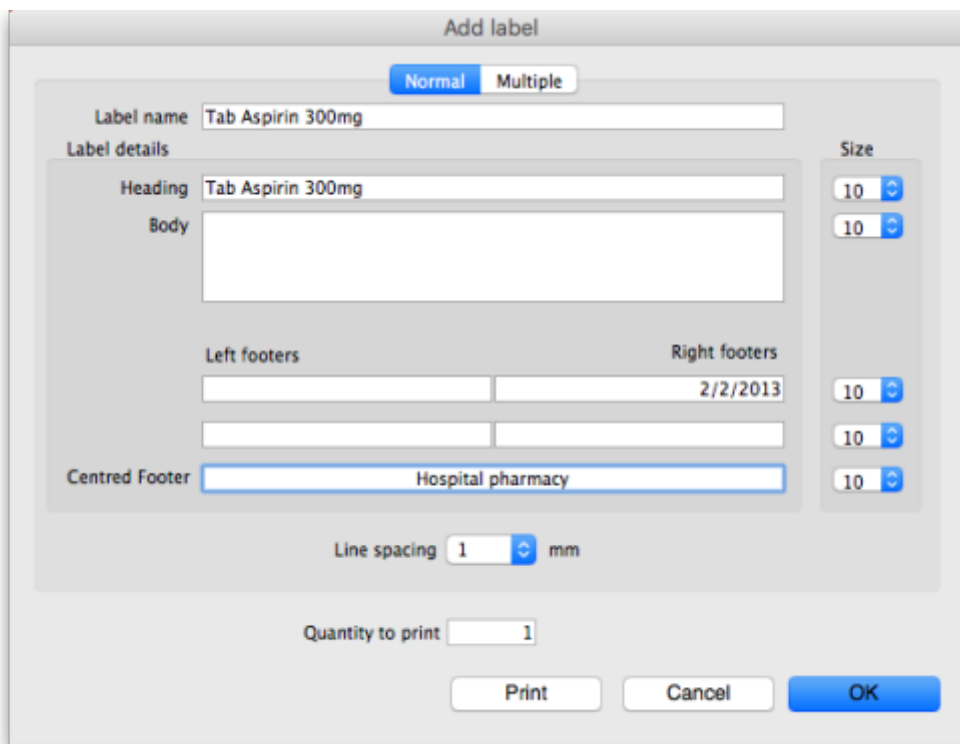 Add label
Normal Multiple
Label name Tab Aspirin 300mg
Label details Size
Heading Tab Aspirin 300mg 10
Body 10
Left footers Right footers
2/2/2013 10
10
Centred Footer Hospital pharmacy 10
Line spacing 1 mm
Quantity to print 1
Print Cancel OK